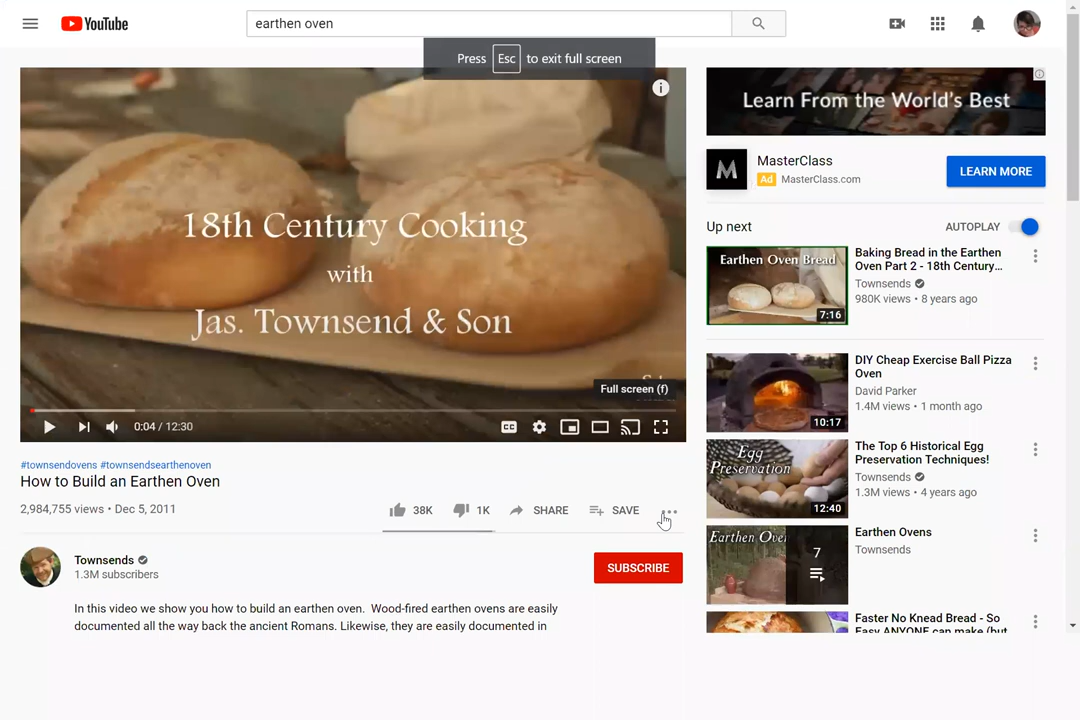 YouTube
earthen oven
Press Esc to exit full screen
18th Century Cooking
with
Jas. Townsend & Son
Full screen (f)
0:04 / 12:30
CC
#townsendovens #townsendsearthenoven
How to Build an Earthen Oven
2,984,755 views • Dec 5, 2011
38K
1K
SHARE
SAVE
Townsends
1.3M subscribers
SUBSCRIBE
In this video we show you how to build an earthen oven. Wood-fired earthen ovens are easily
documented all the way back the ancient Romans. Likewise, they are easily documented in
Learn From the World's Best
M
MasterClass
Ad MasterClass.com
LEARN MORE
Up next
AUTOPLAY
Earthen Oven Bread
7:16
Baking Bread in the Earthen
Oven Part 2 - 18th Century...
Townsends
980K views • 8 years ago
10:17
DIY Cheap Exercise Ball Pizza
Oven
David Parker
1.4M views • 1 month ago
Egg
Preservation
12:40
The Top 6 Historical Egg
Preservation Techniques!
Townsends
1.3M views • 4 years ago
Earthen
7
Earthen Ovens
Townsends
Faster No Knead Bread - So
Easy ANYONE can make (but